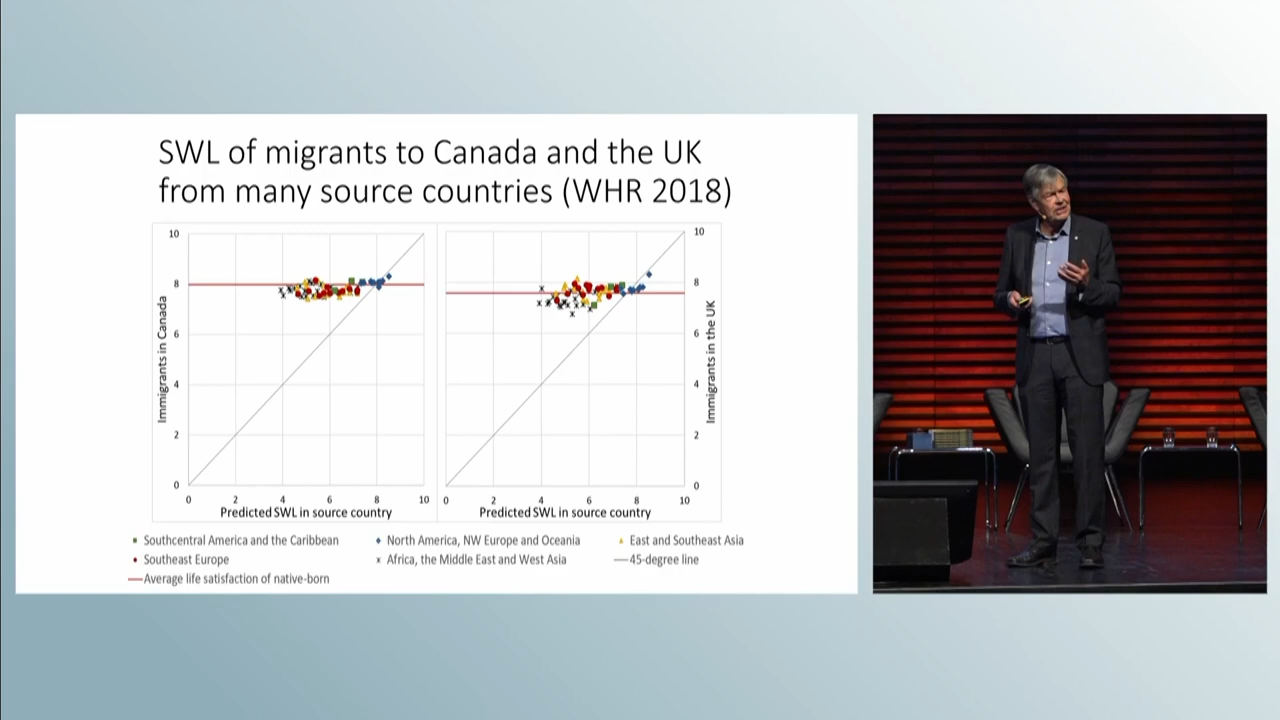 SWL of migrants to Canada and the UK
from many source countries (WHR 2018)
Immigrants in Canada
10
8
6
4
2
0
0 2 4 6 8 10
Predicted SWL in source country
10
8
6
4
2
0
Immigrants in the UK
0 2 4 6 8 10
Predicted SWL in source country
Southcentral America and the Caribbean
North America, NW Europe and Oceania
East and Southeast Asia
Southeast Europe
Africa, the Middle East and West Asia
45-degree line
Average life satisfaction of native-born